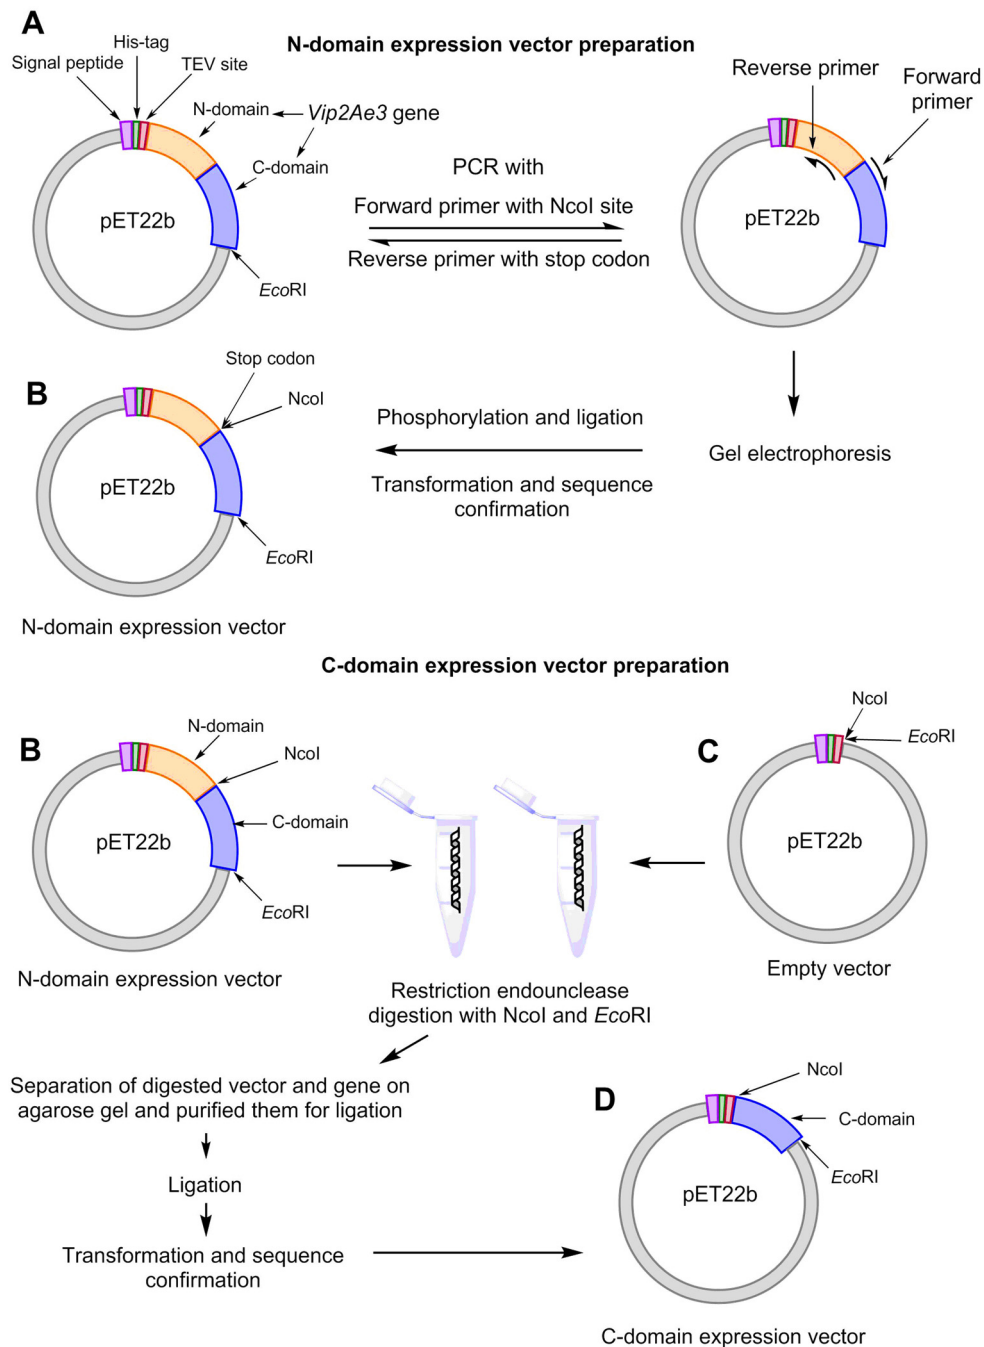 A
N-domain expression vector preparation
His-tag
Signal peptide
TEV site
N-domain
Vip2Ae3 gene
C-domain
pET22b
EcoRI
PCR with
Forward primer with NcoI site
Reverse primer with stop codon
Reverse primer
Forward
primer
pET22b
Gel electrophoresis
Phosphorylation and ligation
Transformation and sequence
confirmation
B
Stop codon
NcoI
pET22b
EcoRI
N-domain expression vector
C-domain expression vector preparation
B
N-domain
NcoI
pET22b
C-domain
EcoRI
N-domain expression vector
C
NcoI
EcoRI
pET22b
Empty vector
Restriction endounclease
digestion with NcoI and EcoRI
Separation of digested vector and gene on
agarose gel and purified them for ligation
Ligation
Transformation and sequence
confirmation
D
NcoI
C-domain
EcoRI
pET22b
C-domain expression vector